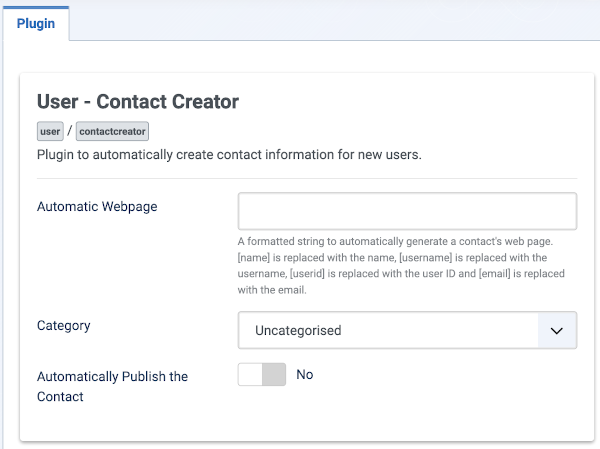 Plugin
User - Contact Creator
user / contactcreator
Plugin to automatically create contact information for new users.
Automatic Webpage
A formatted string to automatically generate a contact's web page.
[name] is replaced with the name, [username] is replaced with the
username, [userid] is replaced with the user ID and [email] is replaced
with the email.
Category
Uncategorised
Automatically Publish the
Contact
No